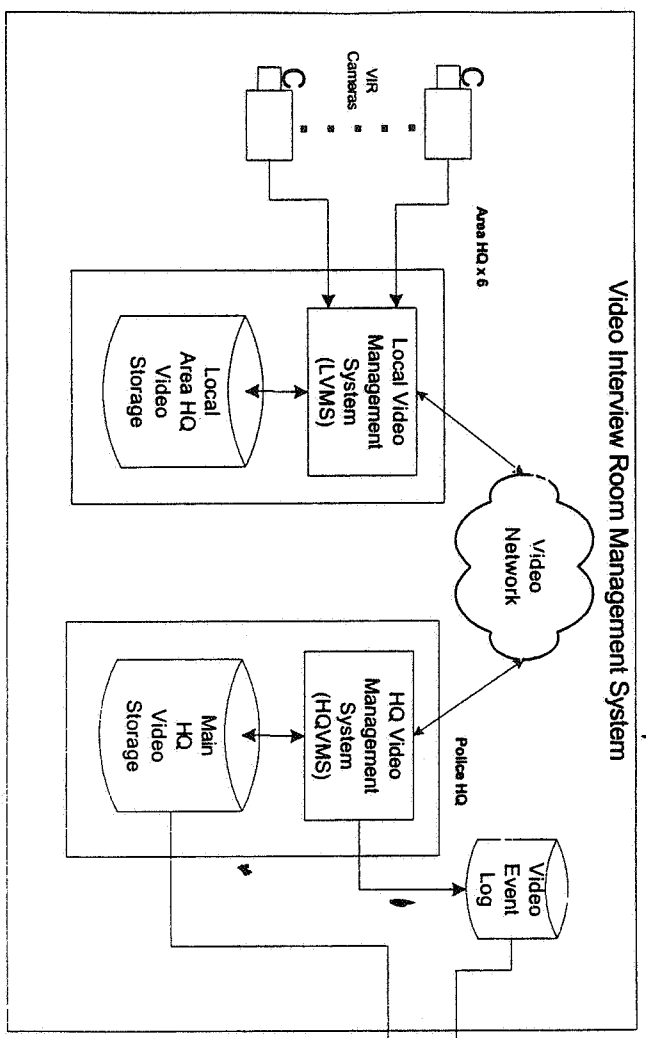 Video Interview Room Management System
C
C
VIR
Cameras
Area HQ x 6
Local Video
Management
System
(LVMS)
Local
Area HQ
Video
Storage
Video
Network
Police HQ
HQ Video
Management
System
(HQVMS)
Main
HQ
Video
Storage
Video
Event
Log